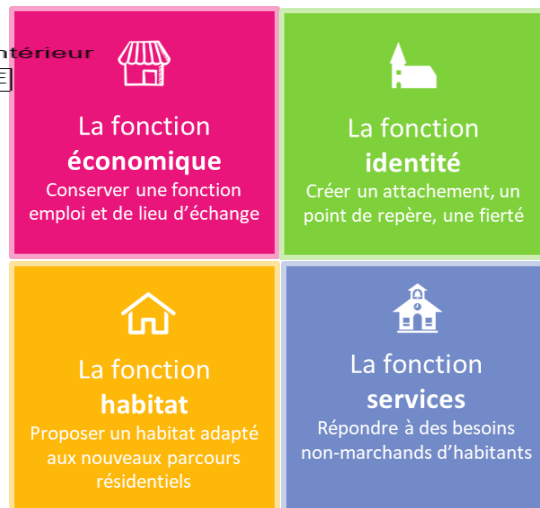 ntérieur
E
La fonction
économique
Conserver une fonction
emploi et de lieu d'échange
La fonction
identité
Créer un attachement, un
point de repère, une fierté
La fonction
habitat
Proposer un habitat adapté
aux nouveaux parcours
résidentiels
La fonction
services
Répondre à des besoins
non-marchands d'habitants